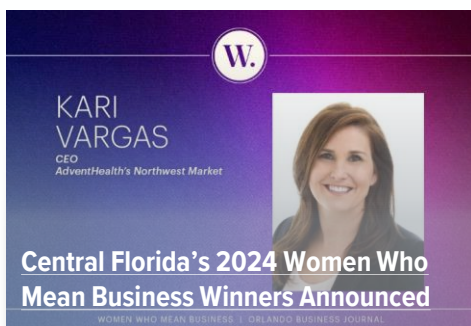 W.
KARI
VARGAS
CEO
AdventHealth's Northwest Market
Central Florida's 2024 Women Who
Mean Business Winners Announced
WOMEN WHO MEAN BUSINESS | ORLANDO BUSINESS JOURNAL